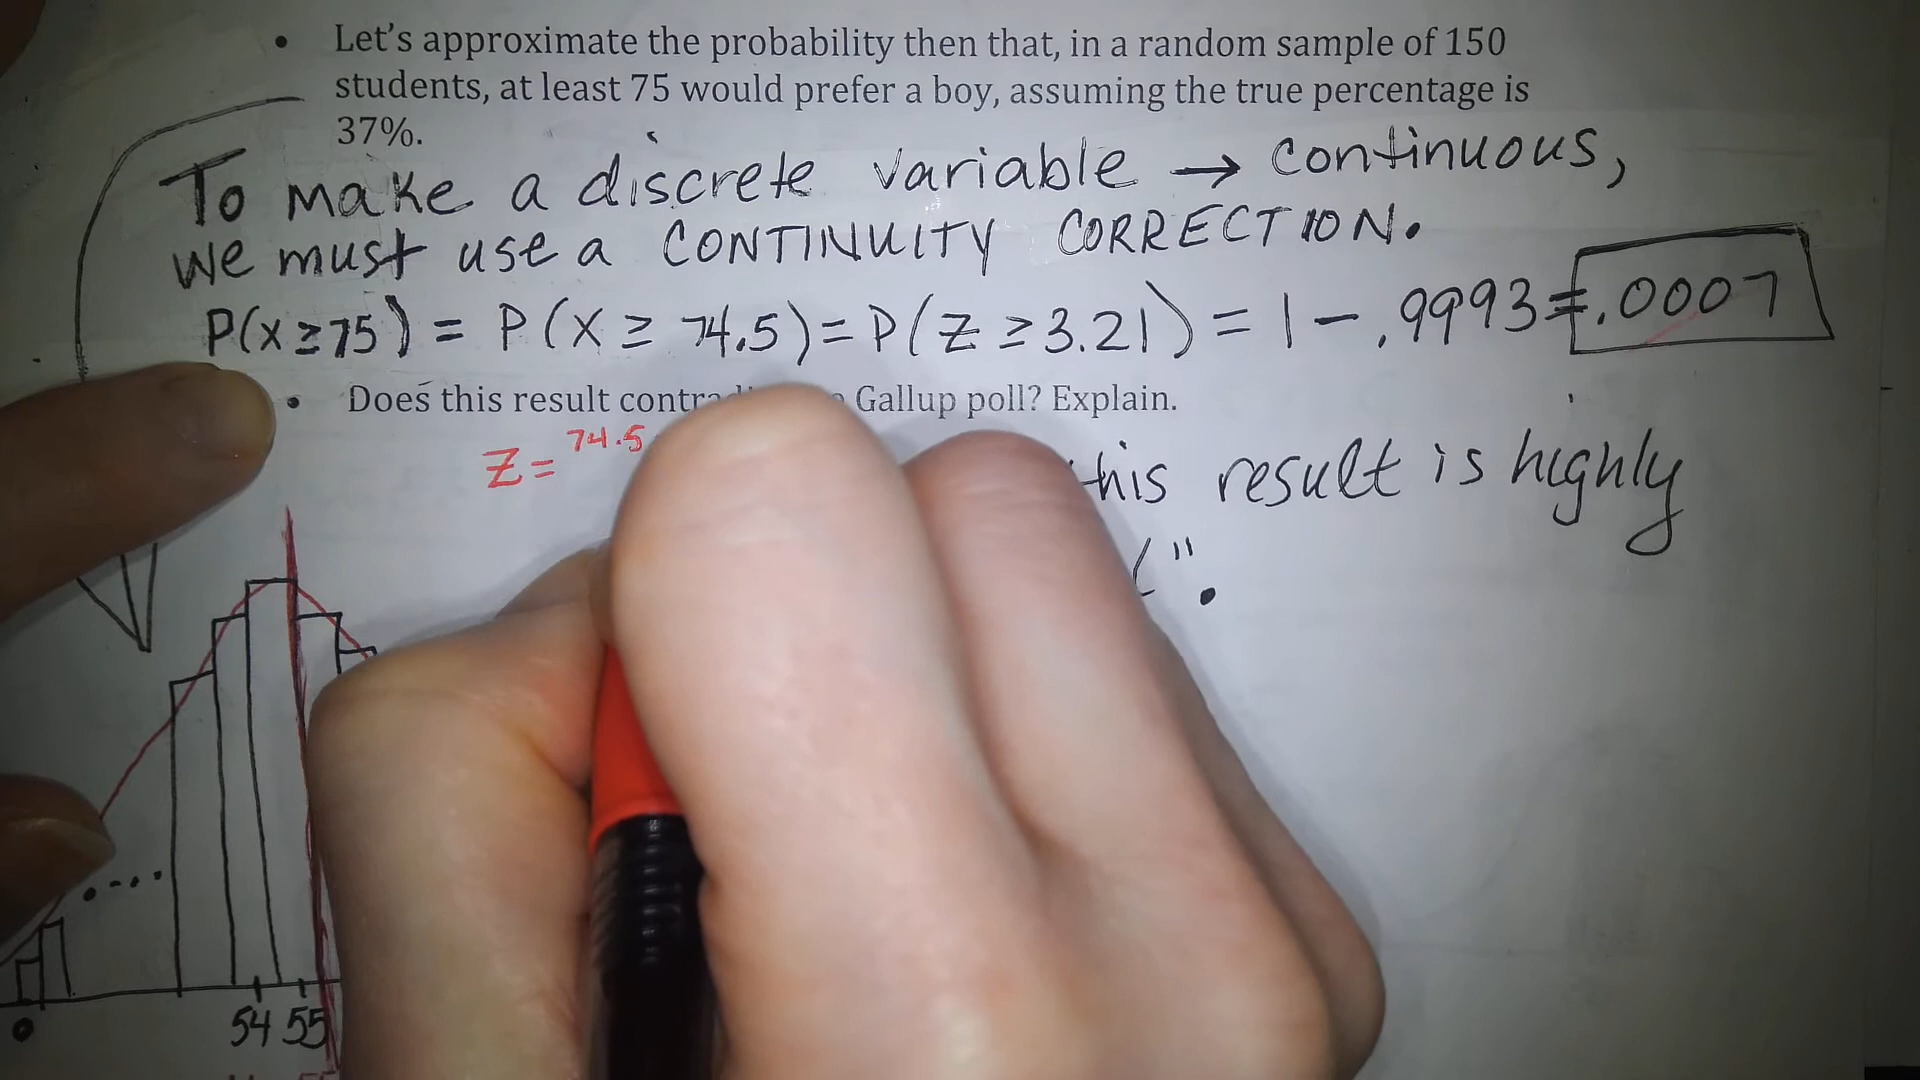 • Let's approximate the probability then that, in a random sample of 150
students, at least 75 would prefer a boy, assuming the true percentage is
37%.
To make a discrete variable → continuous,
we must use a CONTINUITY CORRECTION.
P(X≥75) = P(X ≥ 74.5) = P(Z ≥ 3.21) = 1 - .9993 = .0007
• Does this result Gallup poll? Explain.
Z = 74.5
this result is highly
".
0 54 55